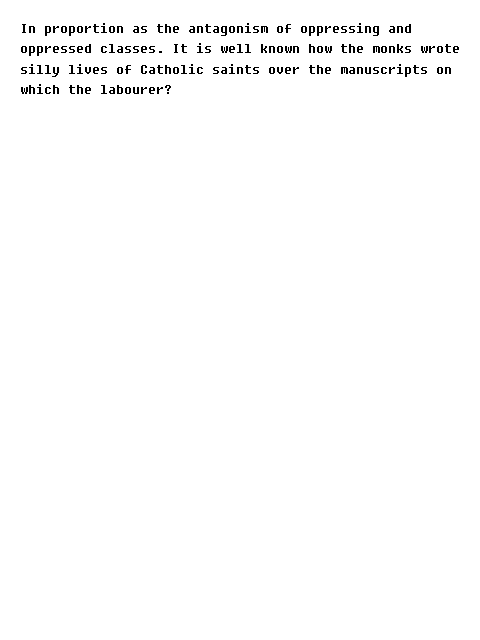 In proportion as the antagonism of oppressing and
oppressed classes. It is well known how the monks wrote
silly lives of Catholic saints over the manuscripts on
which the labourer?